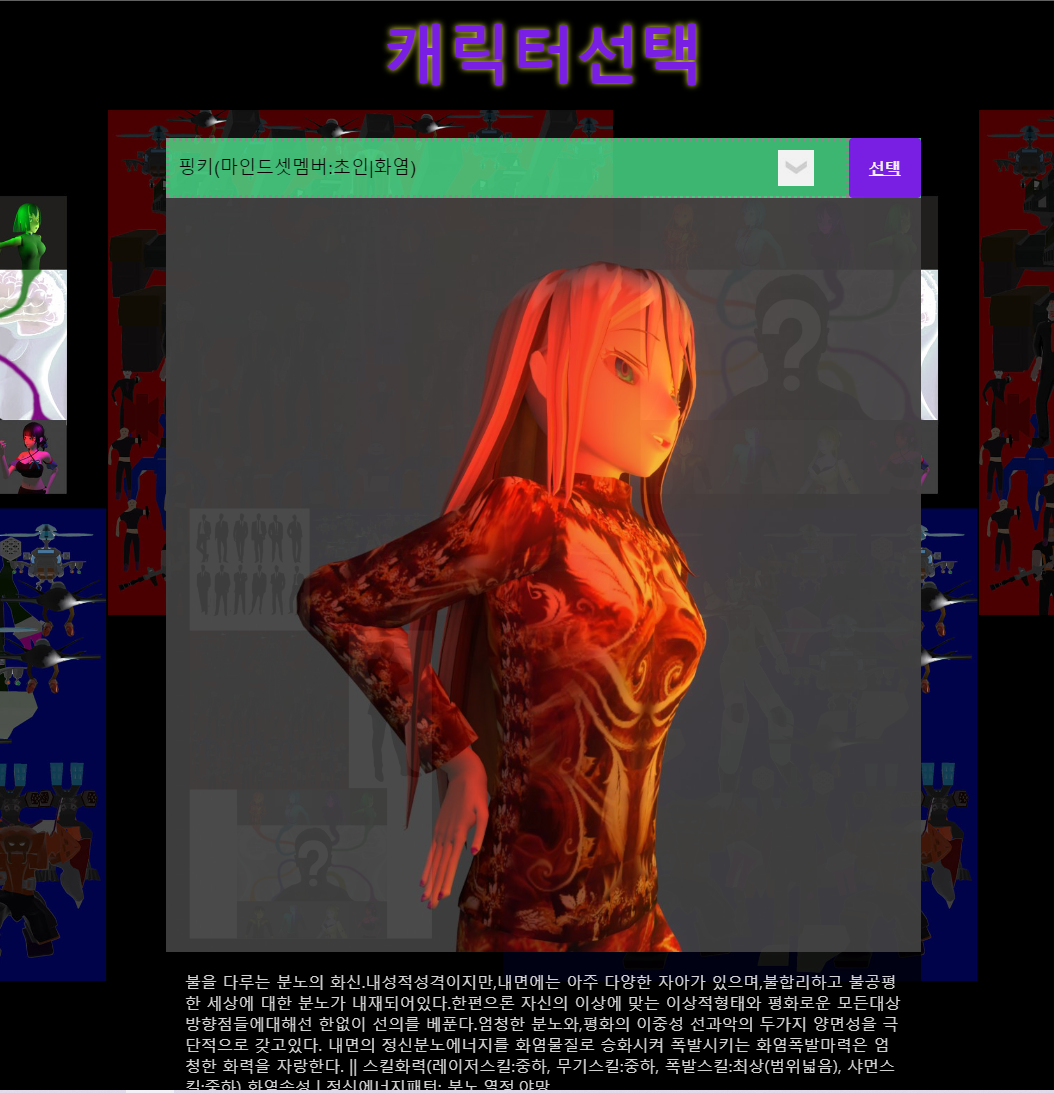 캐릭터선택
핑키(마인드셋멤버:초인|화염)
선택
불을 다루는 분노의 화신.내성적성격이지만,내면에는 아주 다양한 자아가 있으며,불합리하고 불공평
한 세상에 대한 분노가 내재되어있다.한편으론 자신의 이상에 맞는 이상적형태와 평화로운 모든대상
방향점들에대해선 한없이 선의를 베푼다.엄청한 분노와,평화의 이중성 선과악의 두가지 양면성을 극
단적으로 갖고있다. 내면의 정신분노에너지를 화염물질로 승화시켜 폭발시키는 화염폭발마력은 엄
청한 화력을 자랑한다. || 스킬화력(레이저스킬:중하, 무기스킬:중하, 폭발스킬:최상(범위넓음), 샤먼스
킬:중하) 화염속성 | 정신에너지패턴: 분노,열정,야망